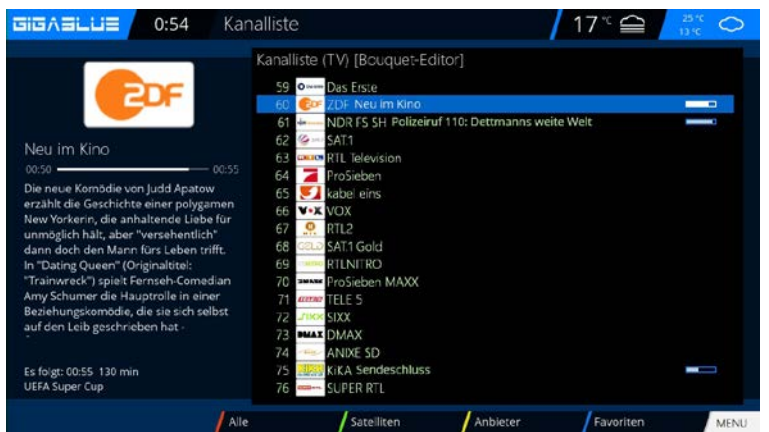 GIGABLUE 0:54 Kanalliste 17 °C 25 °C
13 °C
Kanalliste (TV) [Bouquet-Editor]
ZDF
Neu im Kino
00:50 00:55
Die neue Komödie von Judd Apatow
erzählt die Geschichte einer polygamen
New Yorkerin, die anhaltende Liebe für
unmöglich hält, aber "versehentlich"
dann doch den Mann fürs Leben trifft.
In "Dating Queen" (Originaltitel:
"Trainwreck") spielt Fernseh-Comedian
Amy Schumer die Hauptrolle in einer
Beziehungskomödie, die sie sich selbst
auf den Leib geschrieben hat -
Es folgt: 00:55 130 min
UEFA Super Cup
59 Das Erste
60 ZDF ZDF Neu im Kino
61 NDR FS SH Polizeiruf 110: Dettmanns weite Welt
62 SAT.1
63 RTL Television
64 ProSieben
65 kabel eins
66 VOX VOX
67 RTL2
68 GOLD SAT.1 Gold
69 RTLNITRO
70 ProSieben MAXX
71 TELE 5
72 sixx SIXX
73 DMAX DMAX
74 ANIXE SD
75 KiKA Sendeschluss
76 SUPER RTL
Alle Satelliten Anbieter Favoriten MENU